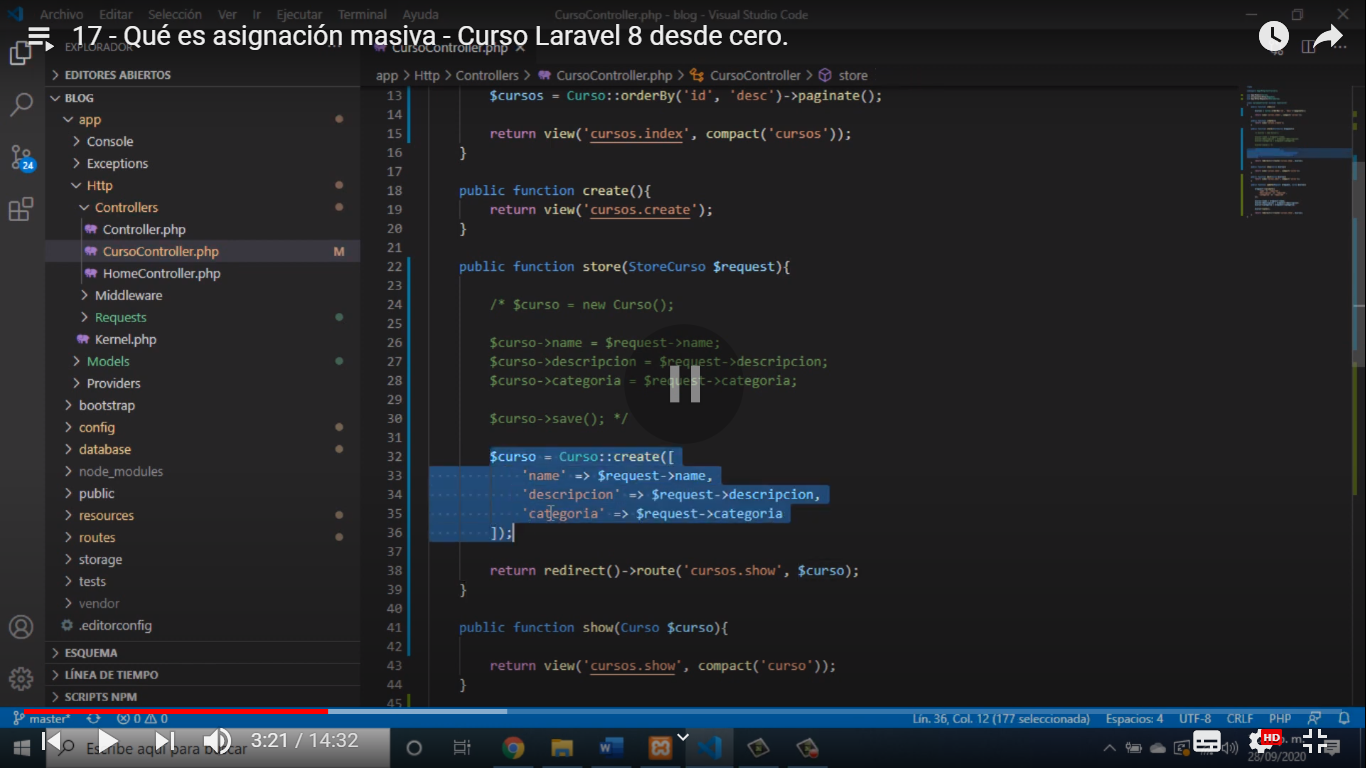 Archivo Editar Selección Ver Ir Ejecutar Terminal Ayuda
CursoController.php - blog - Visual Studio Code
17 - Qué es asignación masiva - Curso Laravel 8 desde cero.
EXPLORADOR
CursoController.php
EDITORES ABIERTOS
app > Http > Controllers > CursoController.php > CursoController > store
BLOG
app
Console
Exceptions
Http
Controllers
Controller.php
CursoController.php M
HomeController.php
Middleware
Requests
Kernel.php
Models
Providers
bootstrap
config
database
node_modules
public
resources
routes
storage
tests
vendor
.editorconfig
ESQUEMA
LÍNEA DE TIEMPO
SCRIPTS NPM
24
13 $cursos = Curso::orderBy('id', 'desc')->paginate();
14
15 return view('cursos.index', compact('cursos'));
16 }
17
18 public function create(){
19 return view('cursos.create');
20 }
21
22 public function store(StoreCurso $request){
23
24 /* $curso = new Curso();
25
26 $curso->name = $request->name;
27 $curso->descripcion = $request->descripcion;
28 $curso->categoria = $request->categoria;
29
30 $curso->save(); */
31
32 $curso = Curso::create([
33 'name' => $request->name,
34 'descripcion' => $request->descripcion,
35 'categoria' => $request->categoria
36 ]);
37
38 return redirect()->route('cursos.show', $curso);
39 }
40
41 public function show(Curso $curso){
42
43 return view('cursos.show', compact('curso'));
44 }
45
master* 0 0 Lín. 36, Col. 12 (177 seleccionada) Espacios: 4 UTF-8 CRLF PHP
Escribe aquí para buscar
3:21 / 14:32
HD
28/09/2020